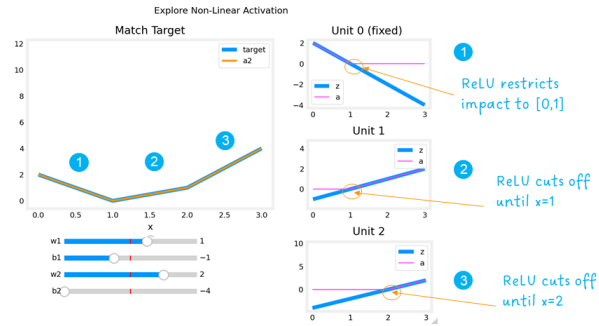 Explore Non-Linear Activation
Match Target
12
10
8
6
4
2
0
target
a2
1
2
3
0.0 0.5 1.0 1.5 2.0 2.5 3.0
x
w1 1
b1 −1
w2 2
b2 −4
Unit 0 (fixed)
2
0
−2
−4
z
a
0 1 2 3
1
ReLU restricts
impact to [0,1]
Unit 1
4
2
0
z
a
0 1 2 3
2
ReLU cuts off
until x=1
Unit 2
10
5
0
z
a
0 1 2 3
3
ReLU cuts off
until x=2